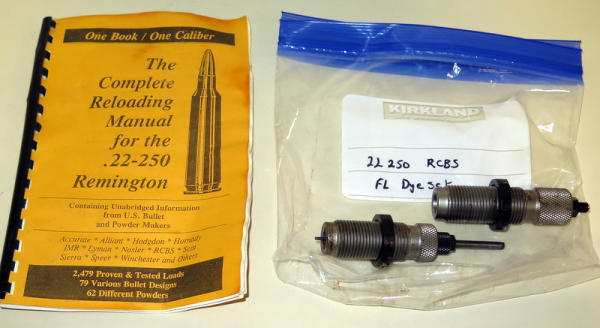 One Book / One Caliber
The
Complete
Reloading
Manual
for the
.22-250
Remington
Containing Unabridged Information
from U.S. Bullet
and Powder Makers
Accurate * Alliant * Hodgdon * Hornady
IMR * Lyman * Nosler * RCBS * Scot
Sierra * Speer * Winchester and Others
2,479 Proven & Tested Loads
79 Various Bullet Designs
62 Different Powders
KIRKLAND
22 250 RCBS
FL Dye Set